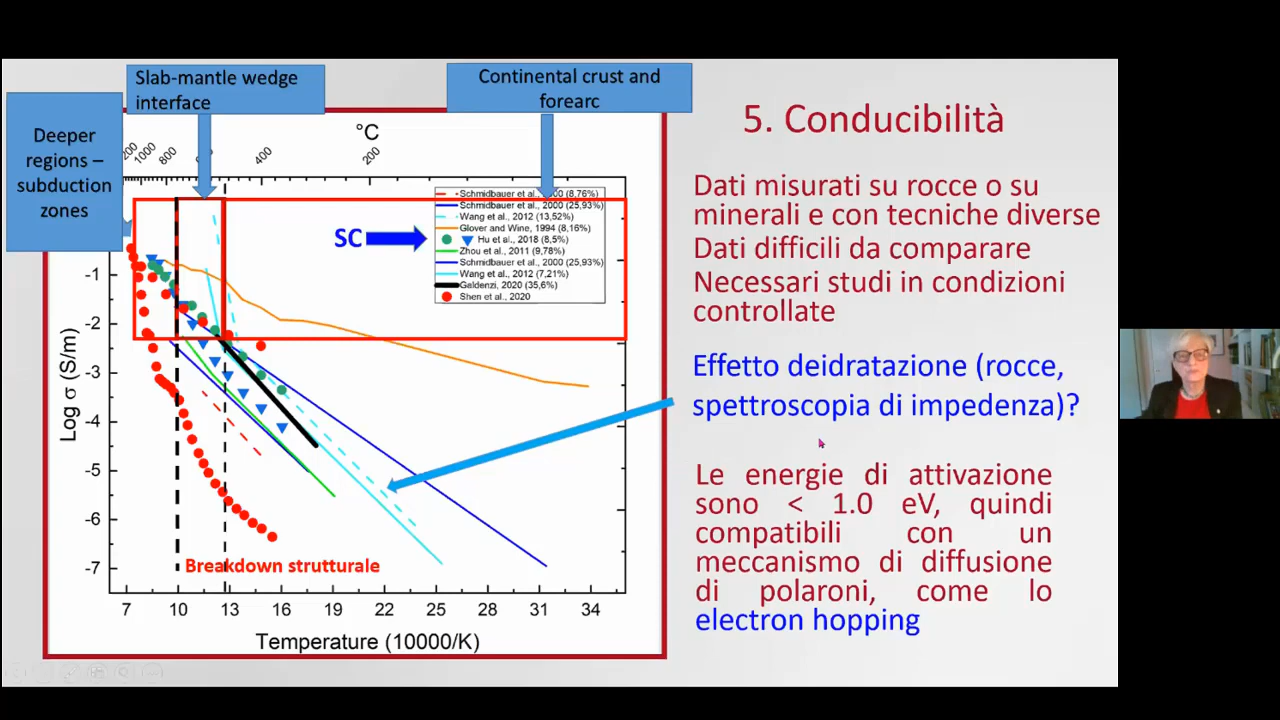 Slab-mantle wedge
interface
Continental crust and
forearc
Deeper
regions –
subduction
zones
5. Conducibilità
°C
1000
800
400
200
Schmidbauer et al., 2000 (25,93%)
Wang et al., 2012 (13,52%)
Glover and Wine, 1994 (8,16%)
Hu et al., 2018 (8,5%)
Zhou et al., 2011 (9,78%)
Schmidbauer et al., 2000 (25,93%)
Wang et al., 2012 (7,21%)
Galdenzi, 2020 (35,6%)
Shen et al., 2020
SC
-1
-2
-3
-4
-5
-6
-7
Log σ (S/m)
Breakdown strutturale
7 10 13 16 19 22 25 28 31 34
Temperature (10000/K)
Dati misurati su rocce o su
minerali e con tecniche diverse
Dati difficili da comparare
Necessari studi in condizioni
controllate
Effetto deidratazione (rocce,
spettroscopia di impedenza)?
Le energie di attivazione
sono < 1.0 eV, quindi
compatibili con un
meccanismo di diffusione
di polaroni, come lo
electron hopping